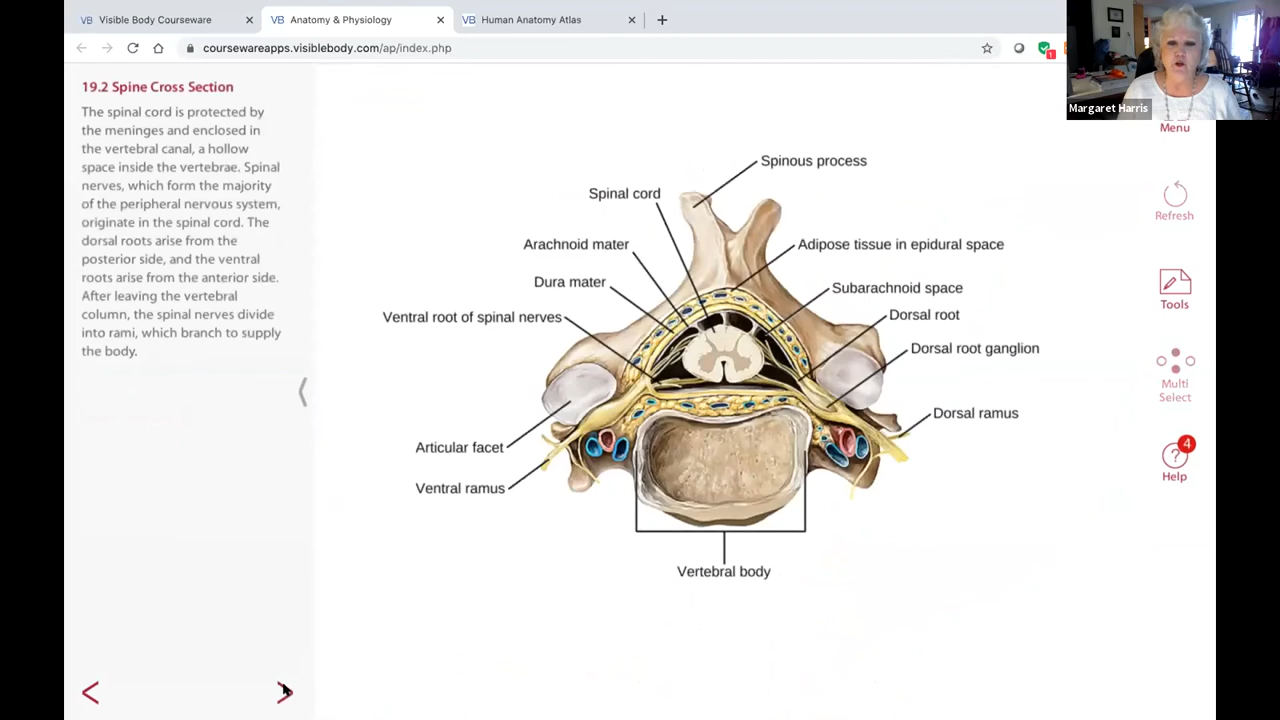 Visible Body Courseware
Anatomy & Physiology
Human Anatomy Atlas
coursewareapps.visiblebody.com/ap/index.php
1
Margaret Harris
19.2 Spine Cross Section
The spinal cord is protected by
the meninges and enclosed in
the vertebral canal, a hollow
space inside the vertebrae. Spinal
nerves, which form the majority
of the peripheral nervous system,
originate in the spinal cord. The
dorsal roots arise from the
posterior side, and the ventral
roots arise from the anterior side.
After leaving the vertebral
column, the spinal nerves divide
into rami, which branch to supply
the body.
Spinous process
Spinal cord
Arachnoid mater
Adipose tissue in epidural space
Dura mater
Subarachnoid space
Ventral root of spinal nerves
Dorsal root
Dorsal root ganglion
Dorsal ramus
Articular facet
Ventral ramus
Vertebral body
Menu
Refresh
Tools
Multi
Select
4
Help